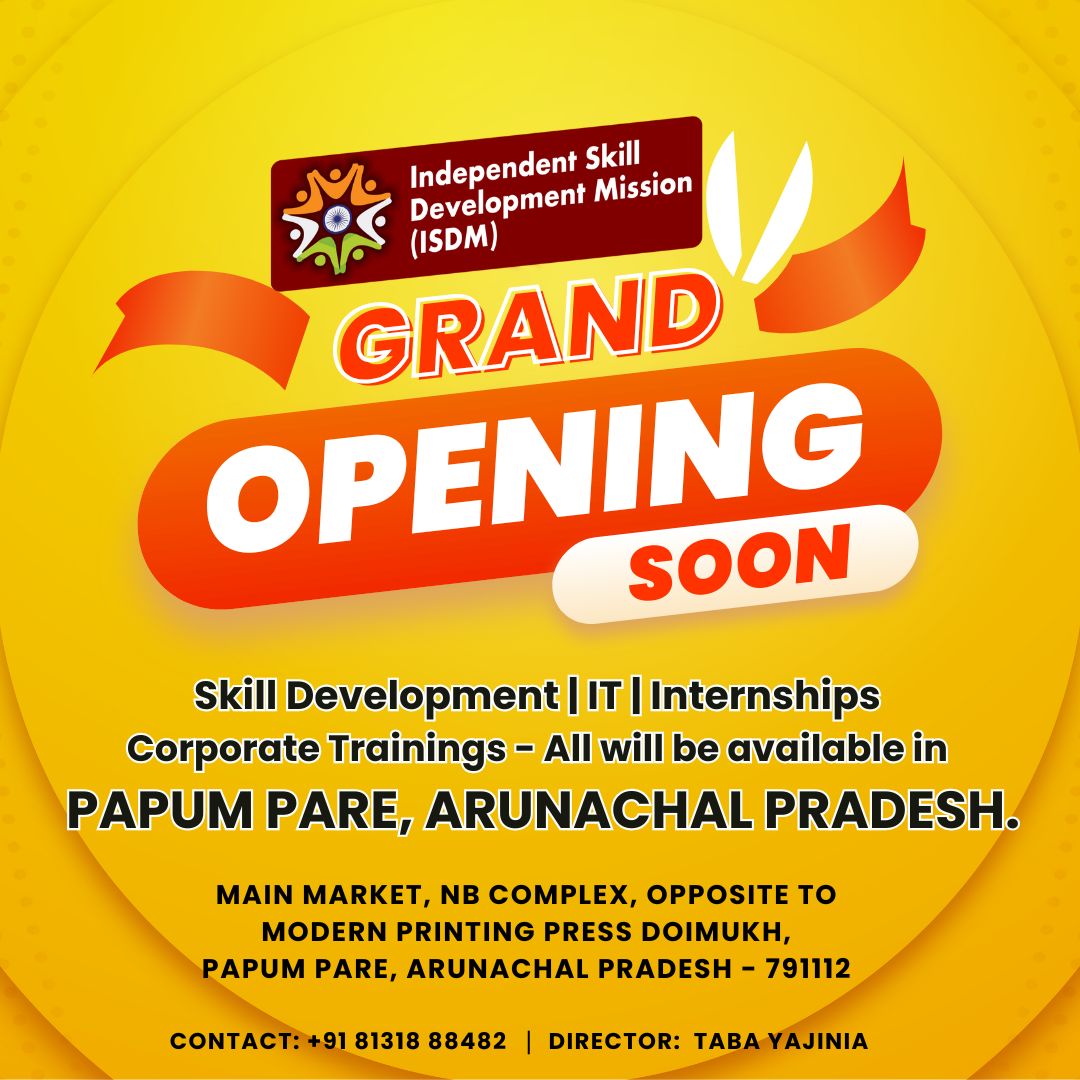 Independent Skill
Development Mission
(ISDM)
GRAND
OPENING
SOON
Skill Development | IT | Internships
Corporate Trainings - All will be available in
PAPUM PARE, ARUNACHAL PRADESH.
MAIN MARKET, NB COMPLEX, OPPOSITE TO
MODERN PRINTING PRESS DOIMUKH,
PAPUM PARE, ARUNACHAL PRADESH - 791112
CONTACT: +91 81318 88482 | DIRECTOR: TABA YAJINIA